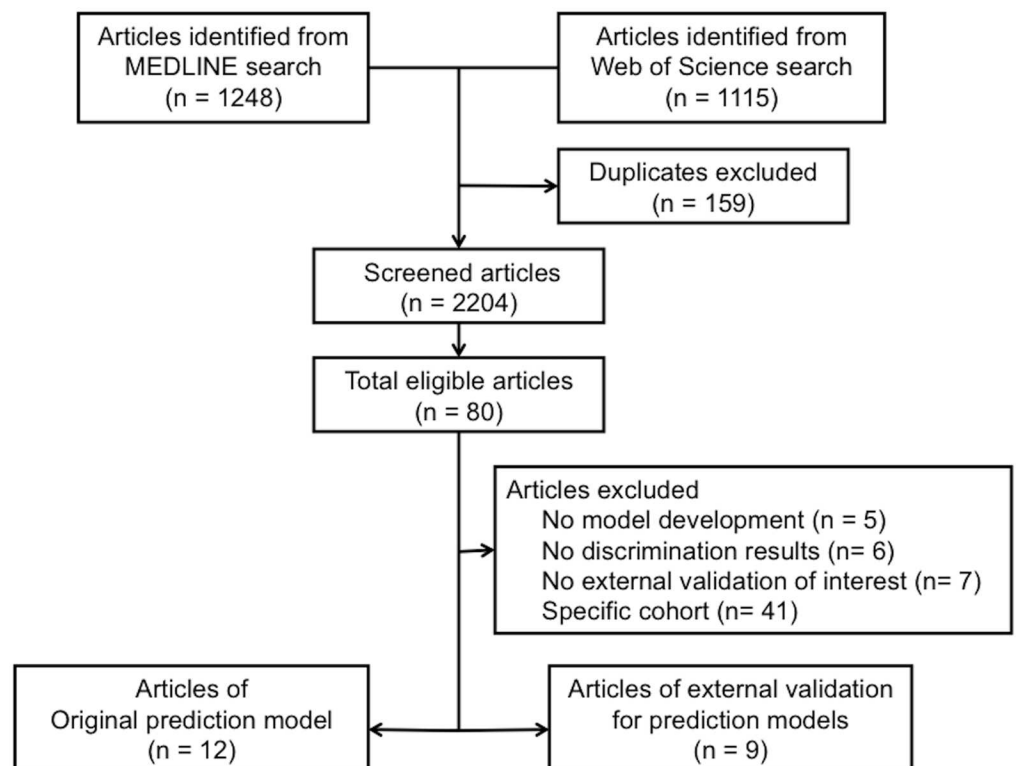 Articles identified from
MEDLINE search
(n = 1248)
Articles identified from
Web of Science search
(n = 1115)
Duplicates excluded
(n = 159)
Screened articles
(n = 2204)
Total eligible articles
(n = 80)
Articles excluded
No model development (n = 5)
No discrimination results (n= 6)
No external validation of interest (n= 7)
Specific cohort (n= 41)
Articles of
Original prediction model
(n = 12)
Articles of external validation
for prediction models
(n = 9)